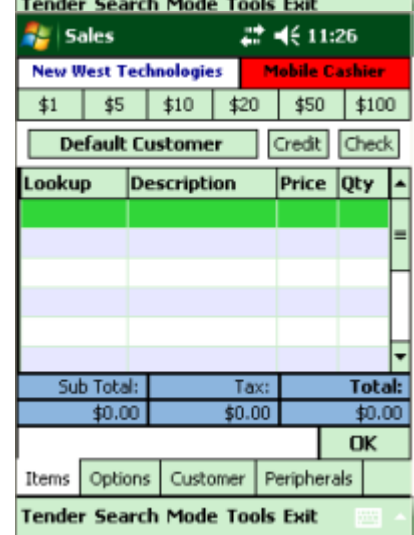 Tender Search Mode Tools Exit
Sales 11:26
New West Technologies Mobile Cashier
$1 $5 $10 $20 $50 $100
Default Customer Credit Check
Lookup Description Price Qty
Sub Total: Tax: Total:
$0.00 $0.00 $0.00
OK
Items Options Customer Peripherals
Tender Search Mode Tools Exit